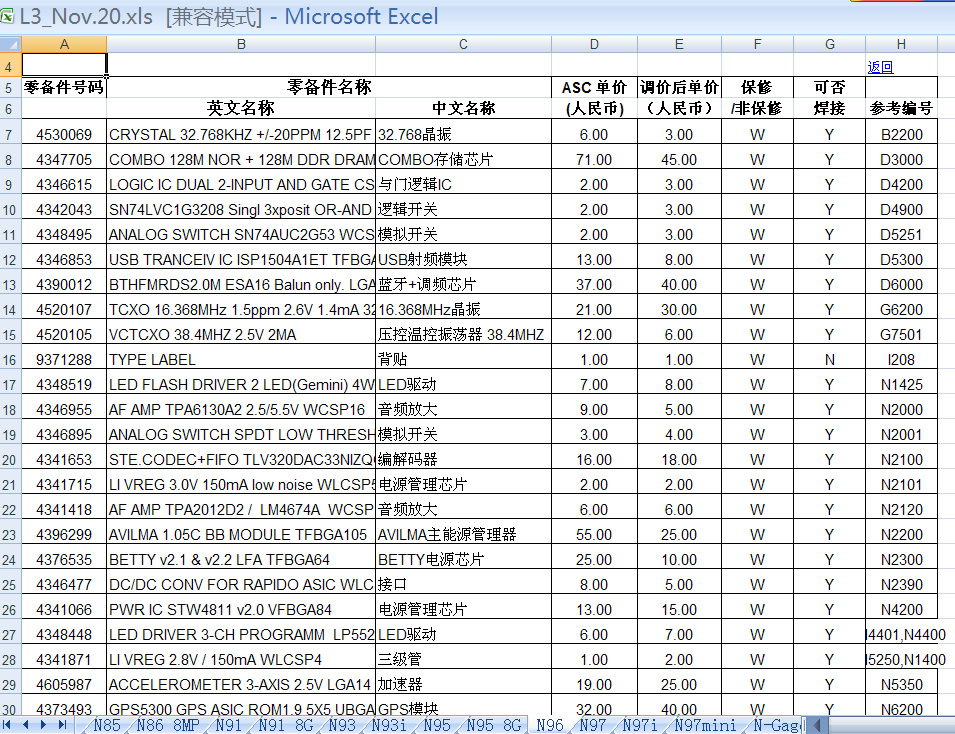 L3_Nov.20.xls [兼容模式] - Microsoft Excel
A B C D E F G H
4 返回
5 零备件号码 零备件名称 ASC 单价 调价后单价 保修 可否
6 英文名称 中文名称 (人民币) （人民币） /非保修 焊接 参考编号
7 4530069 CRYSTAL 32.768KHZ +/-20PPM 12.5PF 32.768晶振 6.00 3.00 W Y B2200
8 4347705 COMBO 128M NOR + 128M DDR DRAM COMBO存储芯片 71.00 45.00 W Y D3000
9 4346615 LOGIC IC DUAL 2-INPUT AND GATE CS 与门逻辑IC 2.00 3.00 W Y D4200
10 4342043 SN74LVC1G3208 Singl 3xposit OR-AND 逻辑开关 2.00 3.00 W Y D4900
11 4348495 ANALOG SWITCH SN74AUC2G53 WCS 模拟开关 2.00 3.00 W Y D5251
12 4346853 USB TRANCEIV IC ISP1504A1ET TFBGA USB射频模块 13.00 8.00 W Y D5300
13 4390012 BTHFMRDS2.0M ESA16 Balun only. LGA 蓝牙+调频芯片 37.00 40.00 W Y D6000
14 4520107 TCXO 16.368MHz 1.5ppm 2.6V 1.4mA 32 16.368MHz晶振 21.00 30.00 W Y G6200
15 4520105 VCTCXO 38.4MHZ 2.5V 2MA 压控温控振荡器 38.4MHZ 12.00 6.00 W Y G7501
16 9371288 TYPE LABEL 背贴 1.00 1.00 W N I208
17 4348519 LED FLASH DRIVER 2 LED(Gemini) 4W LED驱动 7.00 8.00 W Y N1425
18 4346955 AF AMP TPA6130A2 2.5/5.5V WCSP16 音频放大 9.00 5.00 W Y N2000
19 4346895 ANALOG SWITCH SPDT LOW THRESH 模拟开关 3.00 4.00 W Y N2001
20 4341653 STE.CODEC+FIFO TLV320DAC33NIZQ 编解码器 16.00 18.00 W Y N2100
21 4341715 LI VREG 3.0V 150mA low noise WLCSP5 电源管理芯片 2.00 2.00 W Y N2101
22 4341418 AF AMP TPA2012D2 / LM4674A WCSP 音频放大 6.00 6.00 W Y N2120
23 4396299 AVILMA 1.05C BB MODULE TFBGA105 AVILMA主能源管理器 55.00 25.00 W Y N2200
24 4376535 BETTY v2.1 & v2.2 LFA TFBGA64 BETTY电源芯片 25.00 10.00 W Y N2300
25 4346477 DC/DC CONV FOR RAPIDO ASIC WLC 接口 8.00 5.00 W Y N2390
26 4341066 PWR IC STW4811 v2.0 VFBGA84 电源管理芯片 13.00 15.00 W Y N4200
27 4348448 LED DRIVER 3-CH PROGRAMM LP552 LED驱动 6.00 7.00 W Y I4401,N4400
28 4341871 LI VREG 2.8V / 150mA WLCSP4 三级管 1.00 2.00 W Y I5250,N1400
29 4605987 ACCELEROMETER 3-AXIS 2.5V LGA14 加速器 19.00 25.00 W Y N5350
30 4373493 GPS5300 GPS ASIC ROM1.9 5X5 UBGA GPS模块 32.00 40.00 W Y N6200
N85 N86 8MP N91 N91 8G N93 N93i N95 N95 8G N96 N97 N97i N97mini N-Gag